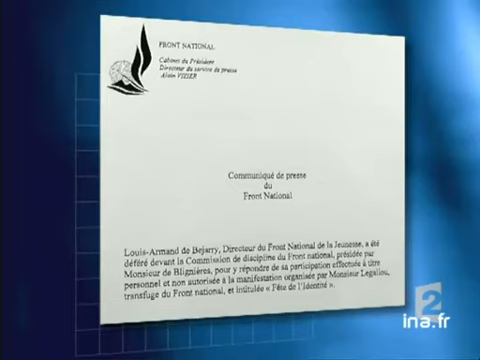 FRONT NATIONAL
Cabinet du Président
Directeur du service de presse
Alain VIZIER
Communiqué de presse
du
Front National
Louis-Armand de Bejarry, Directeur du Front National de la Jeunesse, a été
déféré devant la Commission de discipline du Front national, présidée par
Monsieur de Blignières, pour y répondre de sa participation effectuée à titre
personnel et non autorisée à la manifestation organisée par Monsieur Legallou,
transfuge du Front national, et intitulée « Fête de l'Identité ».
2
ina.fr